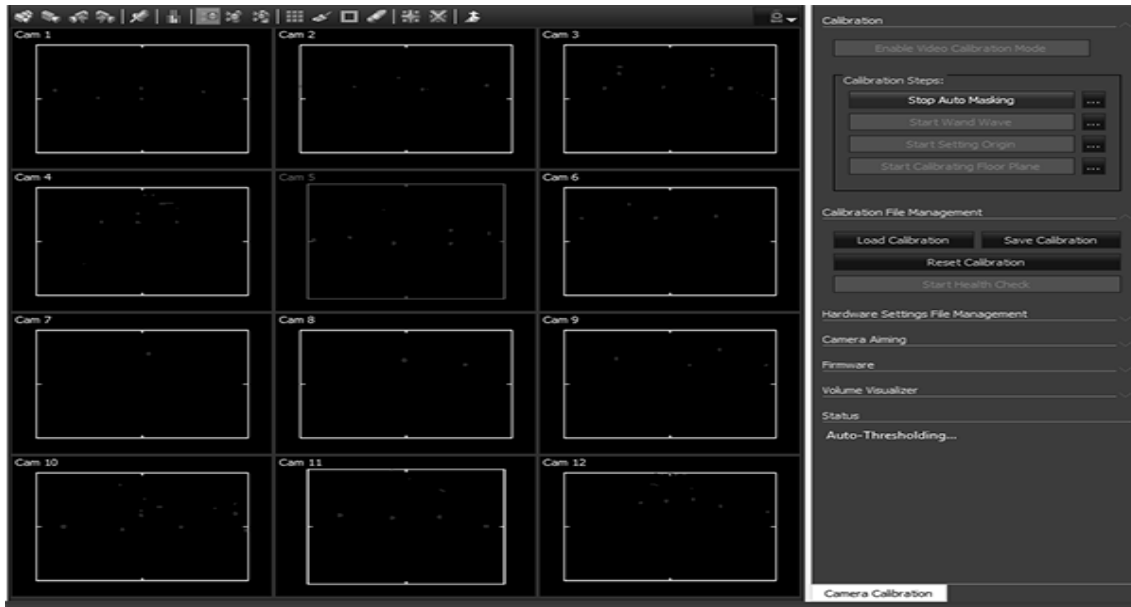 Cam 1
Cam 2
Cam 3
Cam 4
Cam 5
Cam 6
Cam 7
Cam 8
Cam 9
Cam 10
Cam 11
Cam 12
Calibration
Enable Video Calibration Mode
Calibration Steps:
Stop Auto Masking ...
Start Wand Wave ...
Start Setting Origin ...
Start Calibrating Floor Plane ...
Calibration File Management
Load Calibration Save Calibration
Reset Calibration
Start Health Check
Hardware Settings File Management
Camera Aiming
Firmware
Volume Visualizer
Status
Auto-Thresholding...
Camera Calibration